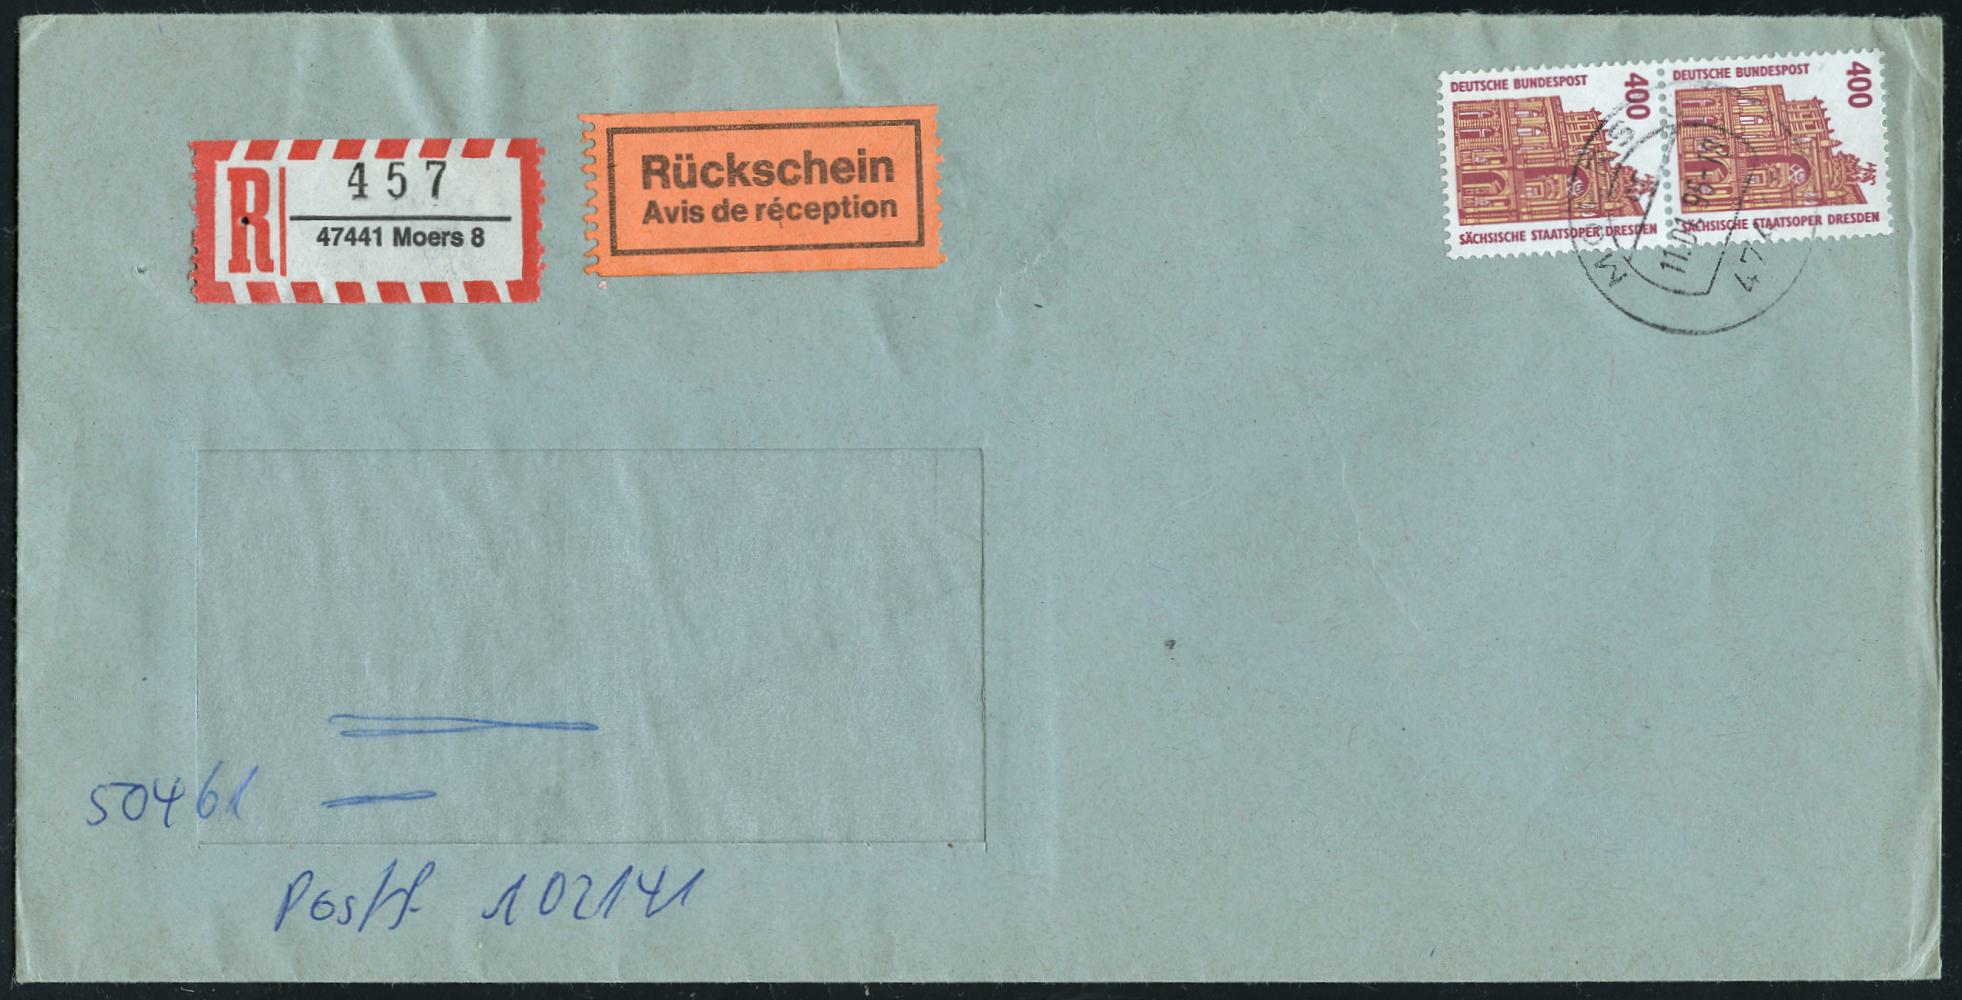 R
457
47441 Moers 8
Rückschein
Avis de réception
DEUTSCHE BUNDESPOST
400
SÄCHSISCHE STAATSOPER DRESDEN
DEUTSCHE BUNDESPOST
400
SÄCHSISCHE STAATSOPER DRESDEN
50461
Postf 102141